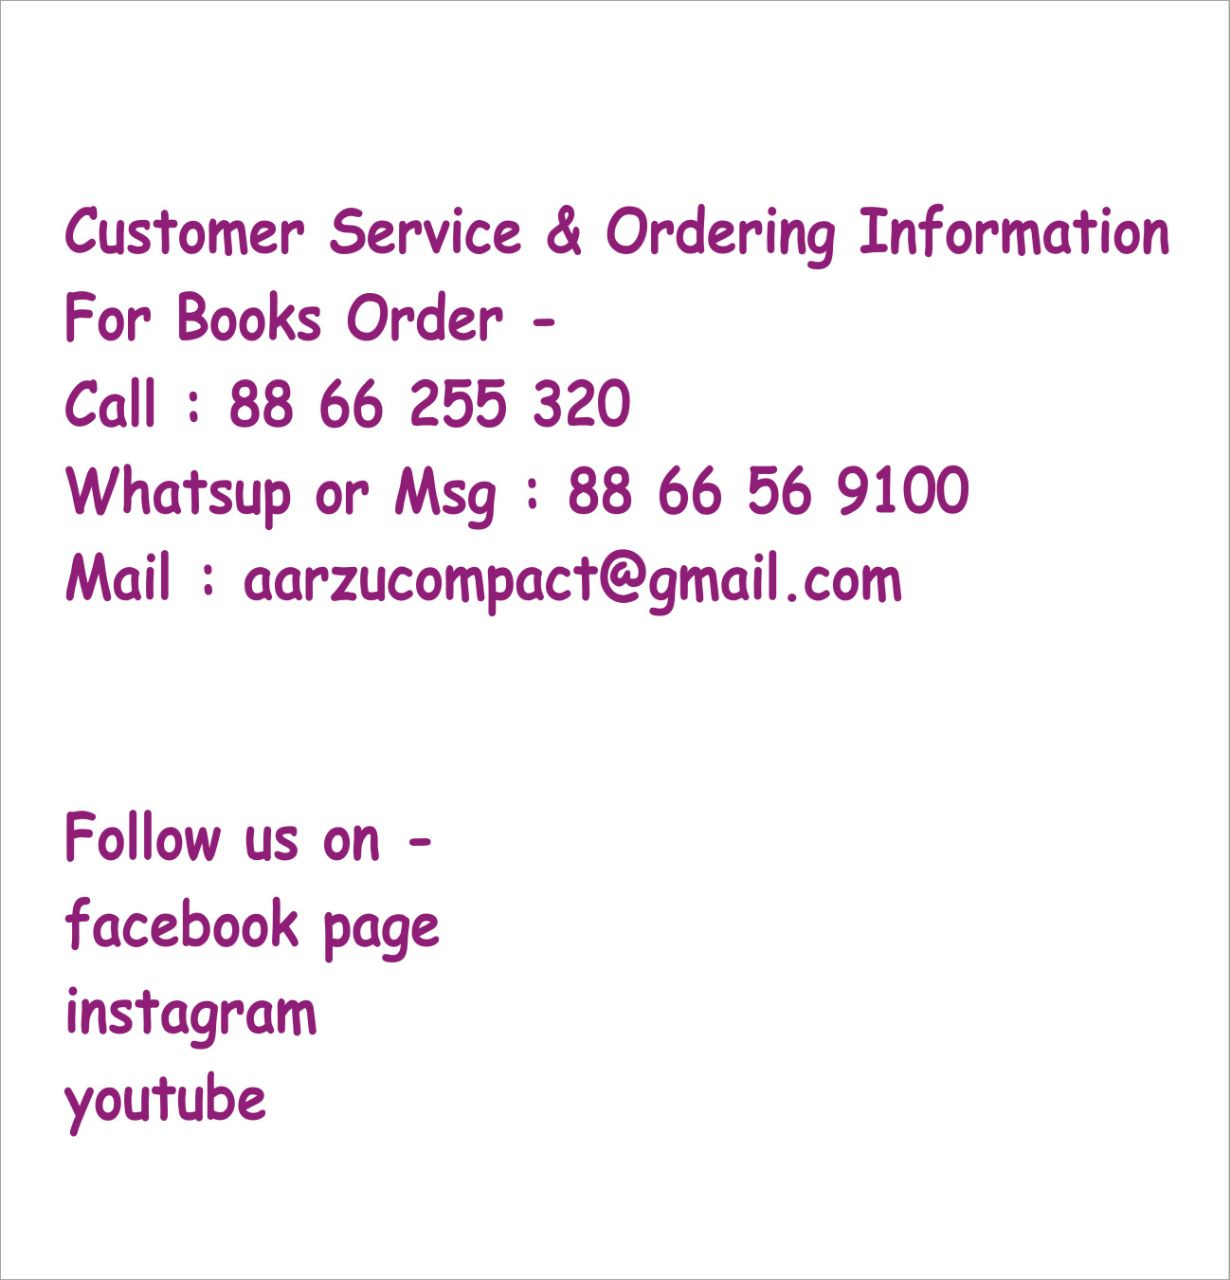 Customer Service & Ordering Information
For Books Order -
Call : 88 66 255 320
Whatsup or Msg : 88 66 56 9100
Mail : aarzucompact@gmail.com
Follow us on -
facebook page
instagram
youtube